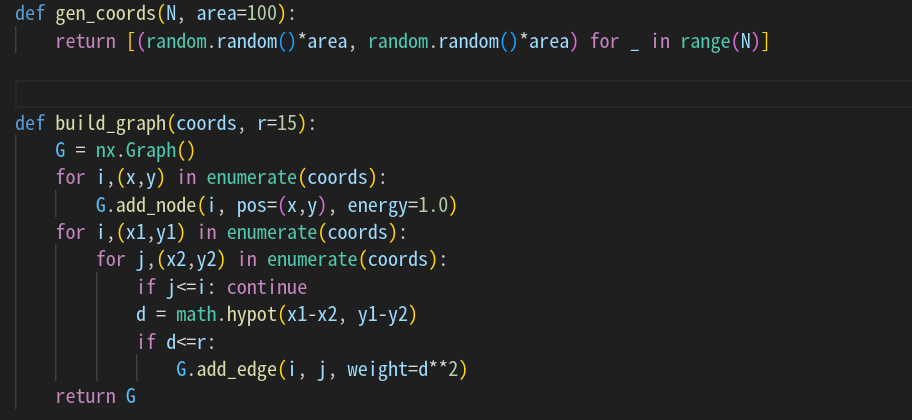 def gen_coords(N, area=100):
    return [(random.random()*area, random.random()*area) for _ in range(N)]
def build_graph(coords, r=15):
    G = nx.Graph()
    for i,(x,y) in enumerate(coords):
        G.add_node(i, pos=(x,y), energy=1.0)
    for i,(x1,y1) in enumerate(coords):
        for j,(x2,y2) in enumerate(coords):
            if j<=i: continue
            d = math.hypot(x1-x2, y1-y2)
            if d<=r:
                G.add_edge(i, j, weight=d**2)
    return G